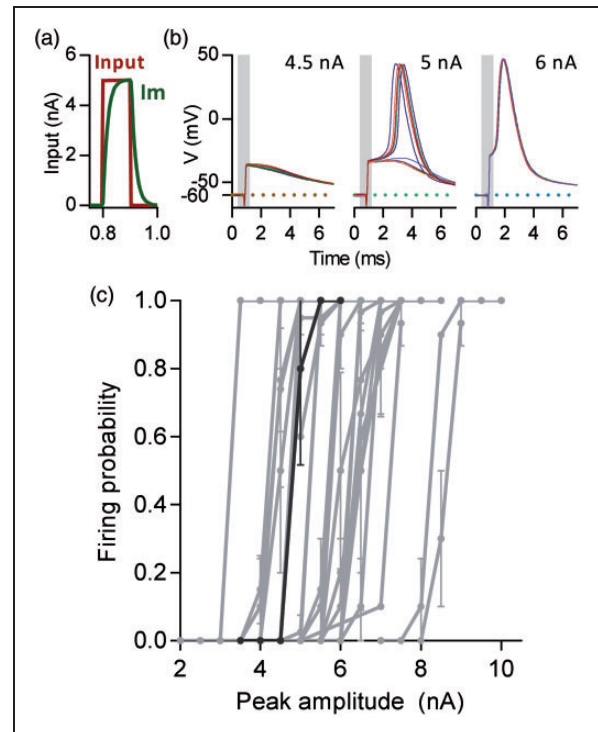 (a)
Input
Im
Input (nA)
6
4
2
0
0.8
1.0
(b)
4.5 nA
5 nA
6 nA
V (mV)
50
0
-50
-60
0 2 4 6
0 2 4 6
0 2 4 6
Time (ms)
(c)
Firing probability
1.0
0.8
0.6
0.4
0.2
0.0
2 4 6 8 10
Peak amplitude (nA)